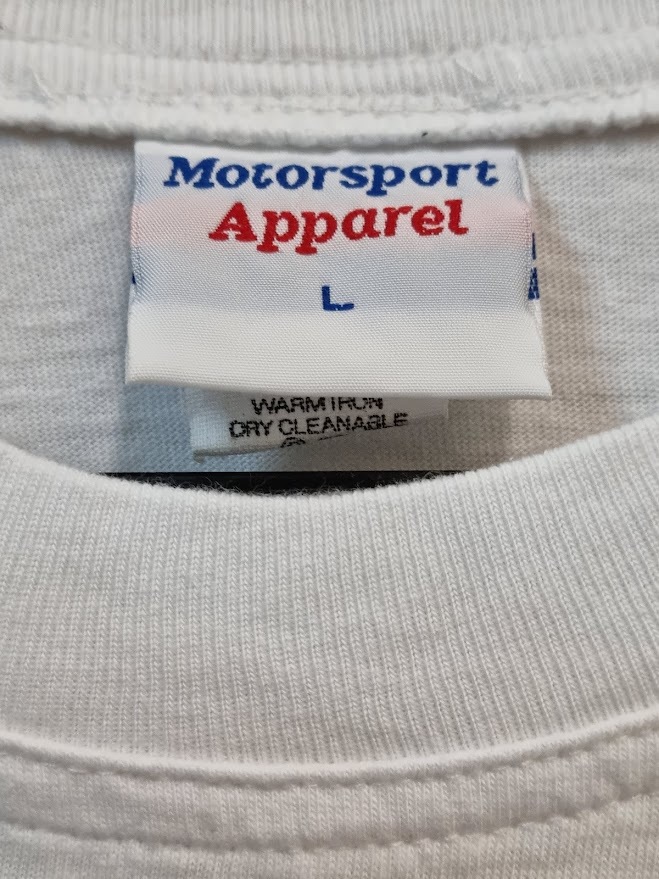 Motorsport
Apparel
L
WARM IRON
DRY CLEANABLE